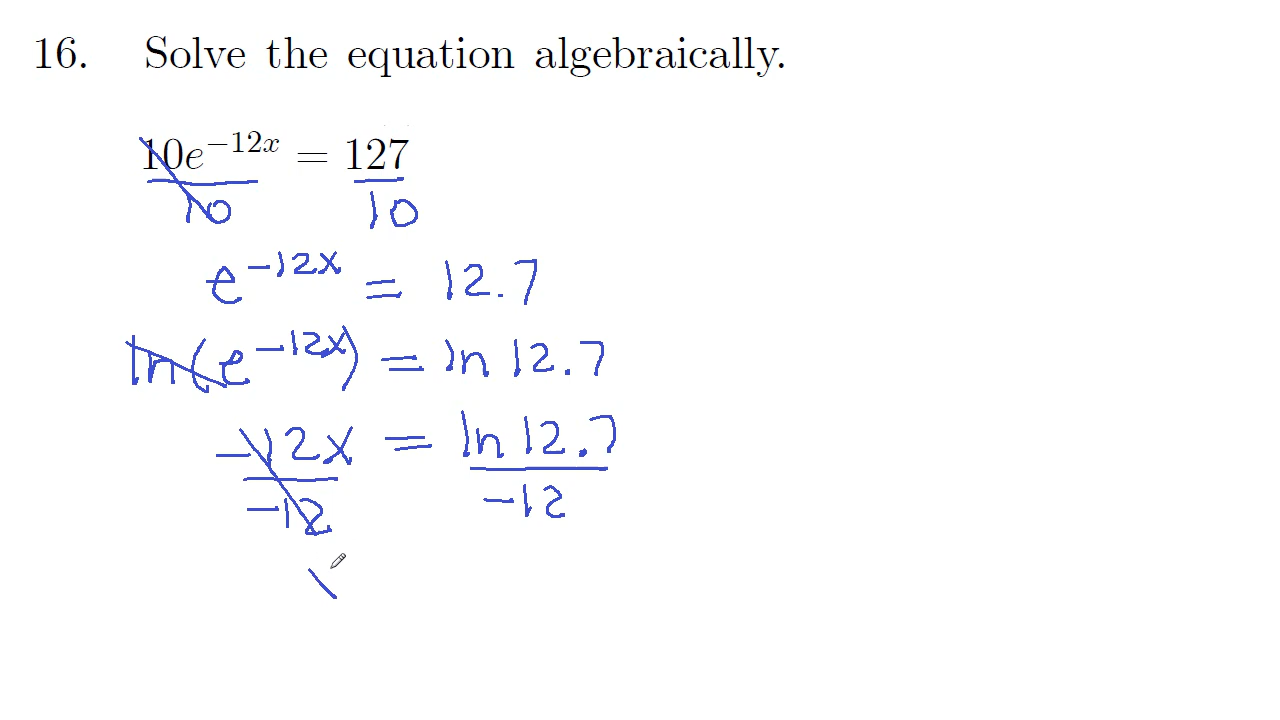 16. Solve the equation algebraically.
10e^{-12x} = 127
10 10
e^{-12x} = 12.7
ln(e^{-12x}) = ln 12.7
-12x = ln 12.7
-12 -12